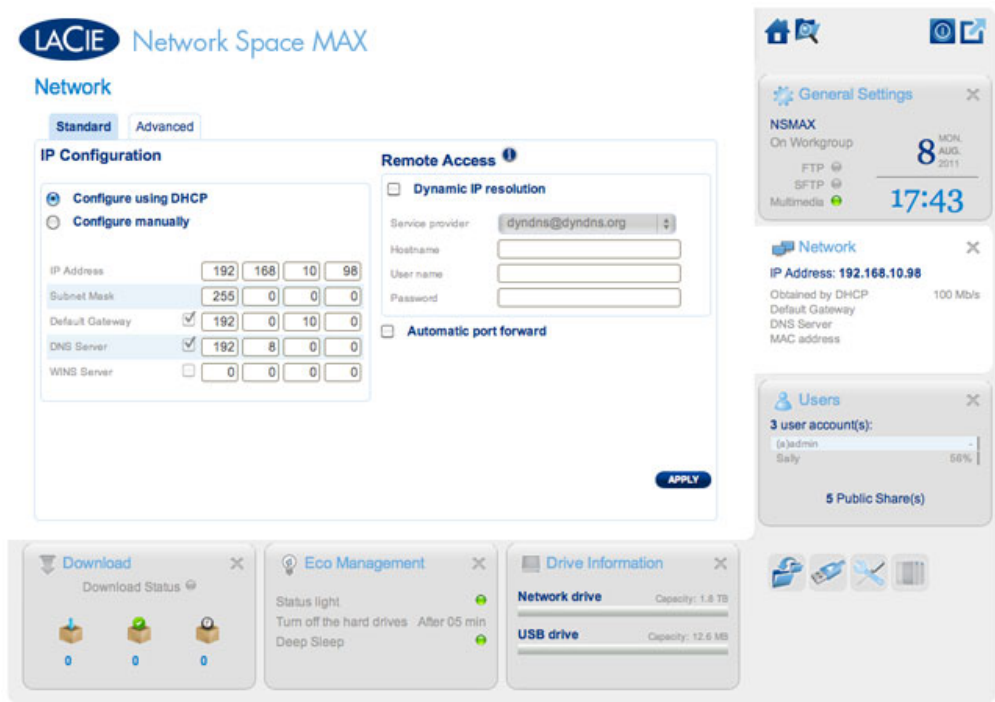 LACIE Network Space MAX
Network
Standard Advanced
IP Configuration
Configure using DHCP
Configure manually
IP Address 192 168 10 98
Subnet Mask 255 0 0 0
Default Gateway 192 0 10 0
DNS Server 192 8 0 0
WINS Server 0 0 0 0
Remote Access
Dynamic IP resolution
Service provider dyndns@dyndns.org
Hostname
User name
Password
Automatic port forward
APPLY
General Settings
NSMAX
On Workgroup
FTP
SFTP
Multimedia
8 MON. AUG. 2011
17:43
Network
IP Address: 192.168.10.98
Obtained by DHCP 100 Mb/s
Default Gateway
DNS Server
MAC address
Users
3 user account(s):
(a)admin -
Sally 56%
5 Public Share(s)
Download
Download Status
0 0 0
Eco Management
Status light
Turn off the hard drives After 05 min
Deep Sleep
Drive Information
Network drive Capacity: 1.8 TB
USB drive Capacity: 12.6 MB